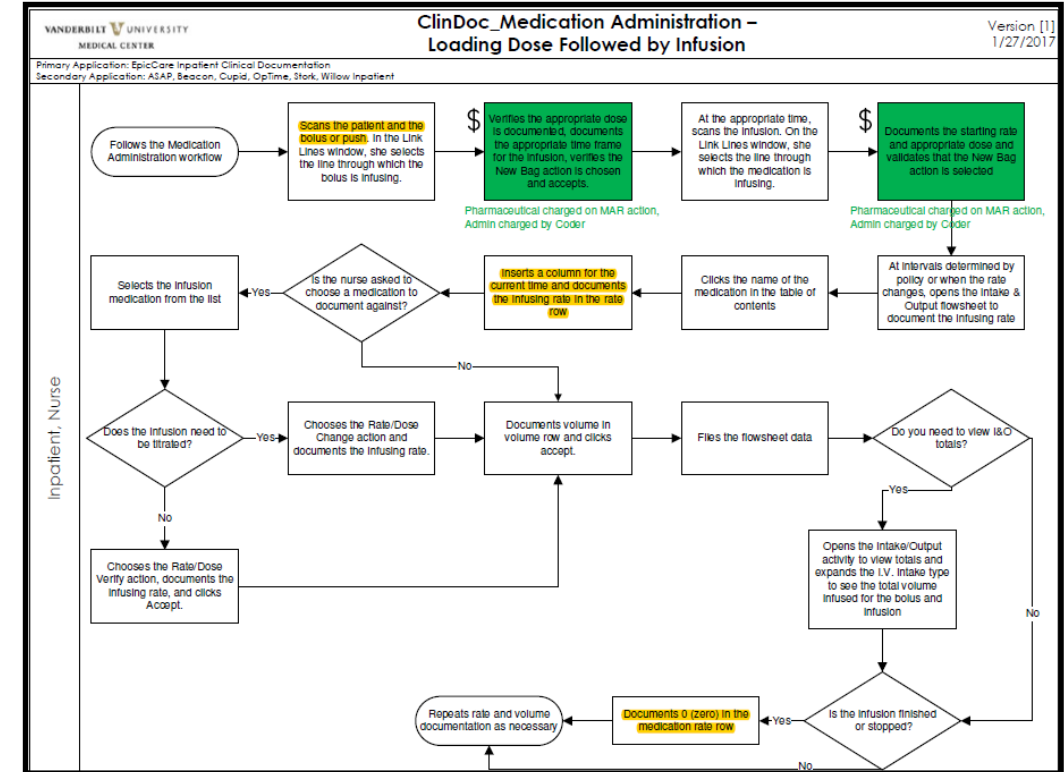 VANDERBILT UNIVERSITY
MEDICAL CENTER
ClinDoc_Medication Administration –
Loading Dose Followed by Infusion
Version [1]
1/27/2017
Primary Application: EpicCare Inpatient Clinical Documentation
Secondary Application: ASAP, Beacon, Cupid, OpTime, Stork, Willow Inpatient
Inpatient, Nurse
Follows the Medication
Administration workflow
Scans the patient and the
bolus or push. In the Link
Lines window, she selects
the line through which the
bolus is infusing.
$
Verifies the appropriate dose
is documented, documents
the appropriate time frame
for the infusion, verifies the
New Bag action is chosen
and accepts.
Pharmaceutical charged on MAR action,
Admin charged by Coder
At the appropriate time,
scans the infusion. On the
Link Lines window, she
selects the line through
which the medication is
infusing.
$
Documents the starting rate
and appropriate dose and
validates that the New Bag
action is selected
Pharmaceutical charged on MAR action,
Admin charged by Coder
At intervals determined by
policy or when the rate
changes, opens the Intake &
Output flowsheet to
document the infusing rate
Clicks the name of the
medication in the table of
contents
Inserts a column for the
current time and documents
the infusing rate in the rate
row
Is the nurse asked to
choose a medication to
document against?
Yes
Selects the infusion
medication from the list
No
Does the infusion need to
be titrated?
Yes
Chooses the Rate/Dose
Change action and
documents the infusing rate.
Documents volume in
volume row and clicks
accept.
Files the flowsheet data
Do you need to view I&O
totals?
No
Yes
Chooses the Rate/Dose
Verify action, documents the
infusing rate, and clicks
Accept.
Opens the Intake/Output
activity to view totals and
expands the I.V. Intake type
to see the total volume
infused for the bolus and
infusion
No
Is the infusion finished
or stopped?
Yes
Documents 0 (zero) in the
medication rate row
Repeats rate and volume
documentation as necessary
No